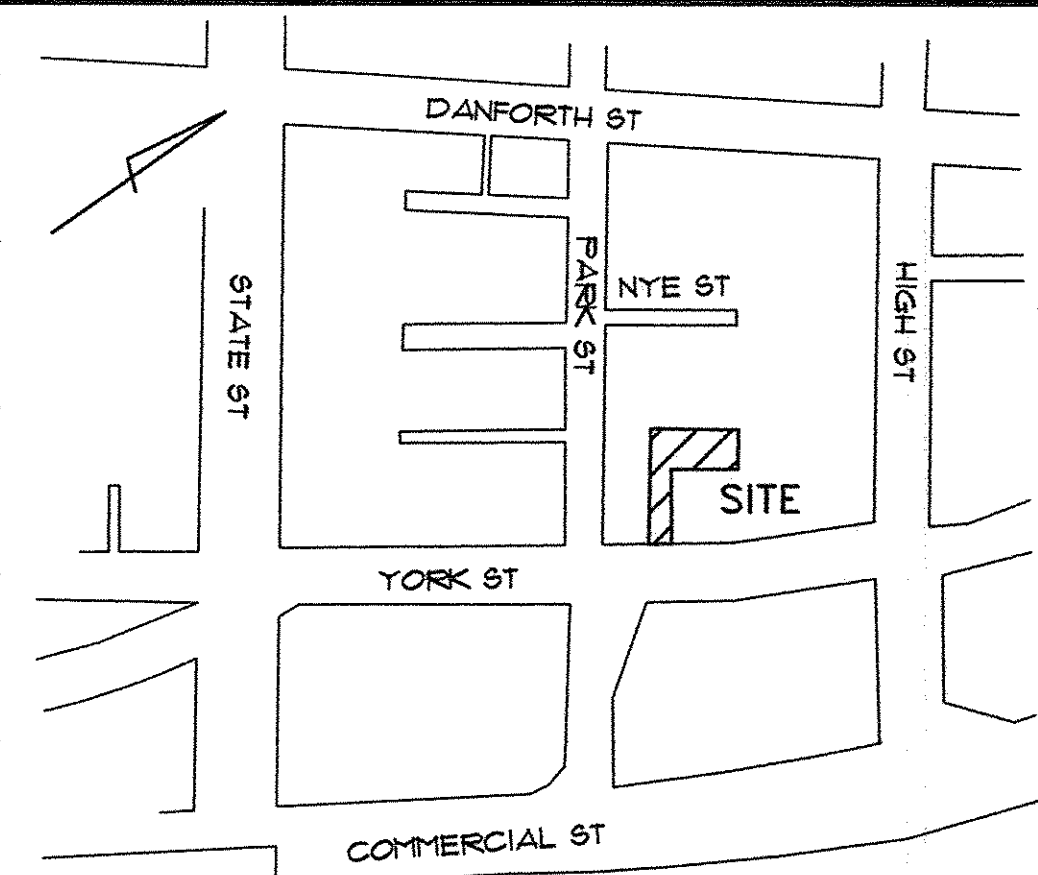 DANFORTH ST
STATE ST
PARK ST
NYE ST
HIGH ST
SITE
YORK ST
COMMERCIAL ST